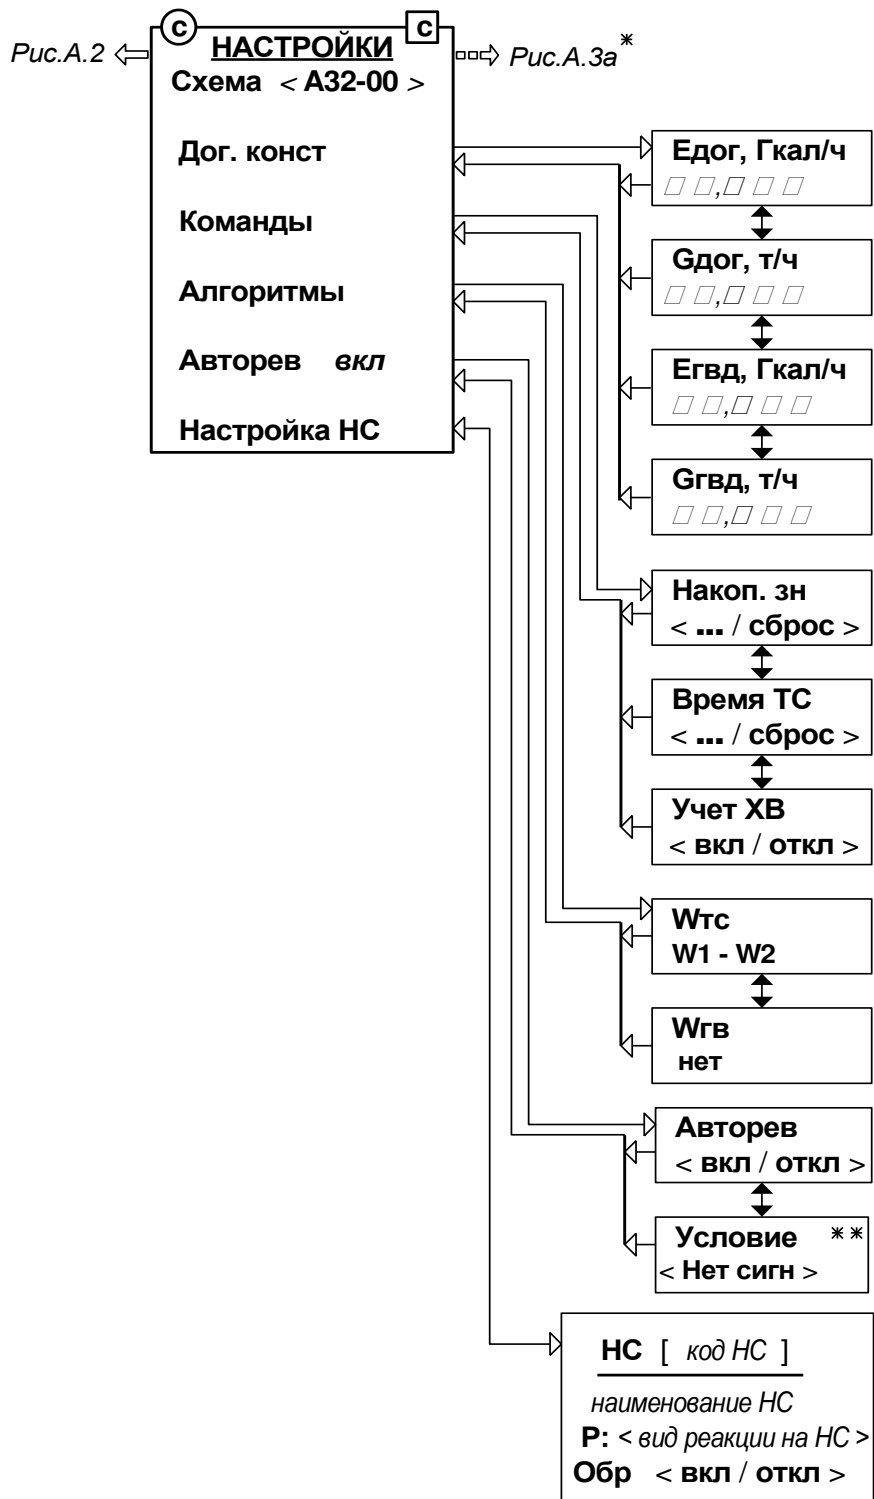 с
с
Рис.А.2
НАСТРОЙКИ
Рис.А.3а*
Схема < А32-00 >
Дог. конст
Команды
Алгоритмы
Авторев вкл
Настройка НС
Eдог, Гкал/ч
□ □,□ □ □
Gдог, т/ч
□ □,□ □ □
Eгвд, Гкал/ч
□ □,□ □ □
Gгвд, т/ч
□ □,□ □ □
Накоп. зн
< ... / сброс >
Время ТС
< ... / сброс >
Учет ХВ
< вкл / откл >
Wтс
W1 - W2
Wгв
нет
Авторев
< вкл / откл >
Условие **
< Нет сигн >
НС [ код НС ]
наименование НС
Р: < вид реакции на НС >
Обр < вкл / откл >